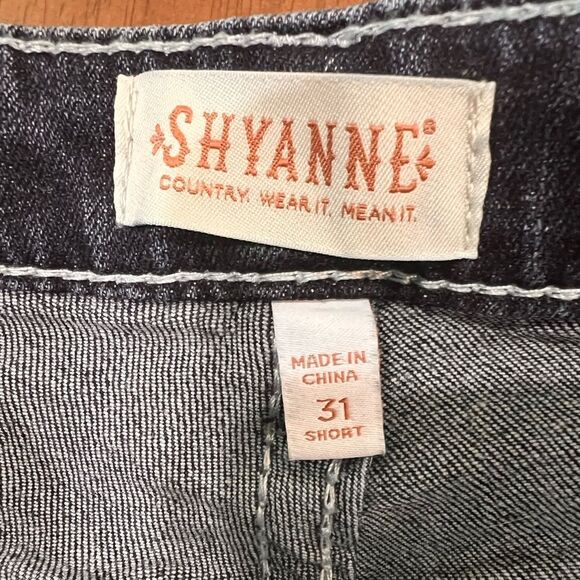 SHYANNE®
COUNTRY. WEAR IT. MEAN IT.
MADE IN
CHINA
31
SHORT